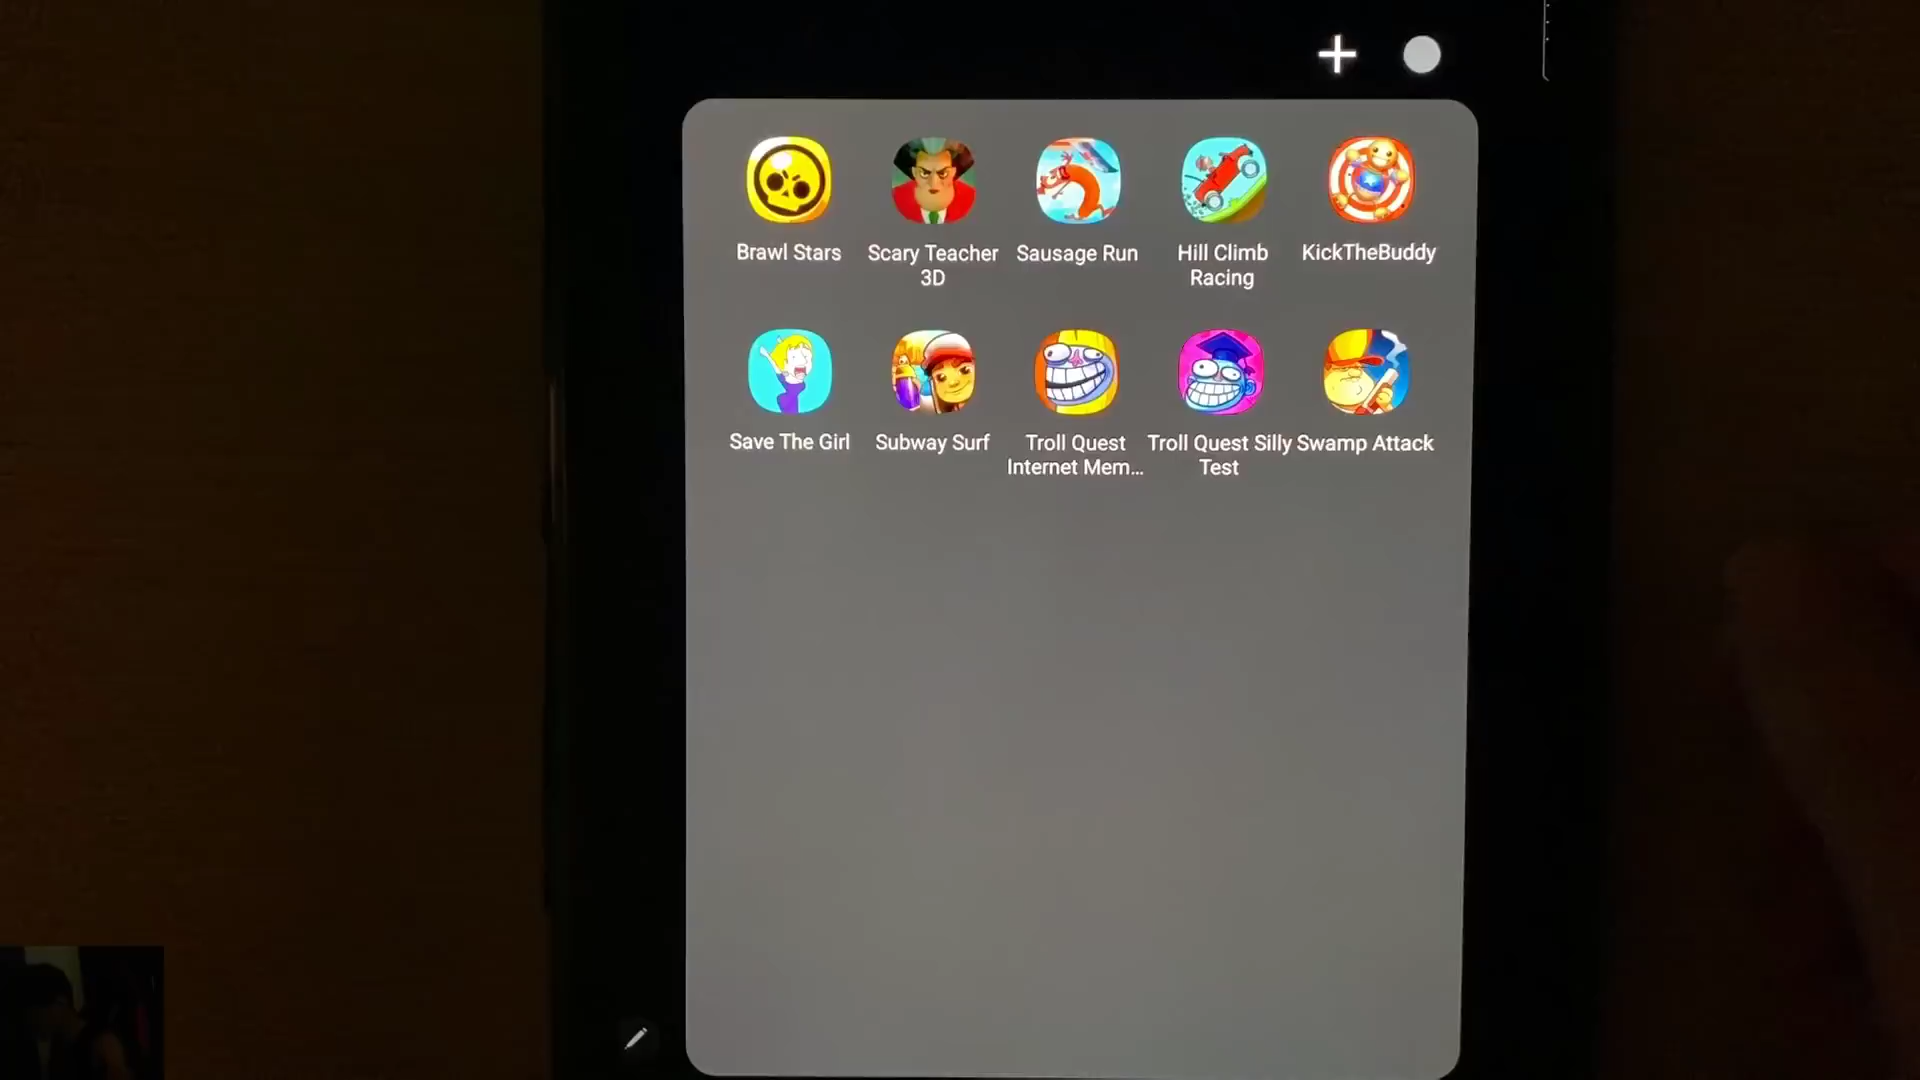 Brawl Stars
Scary Teacher
3D
Sausage Run
Hill Climb
Racing
KickTheBuddy
Save The Girl
Subway Surf
Troll Quest
Internet Mem...
Troll Quest Silly
Test
Swamp Attack